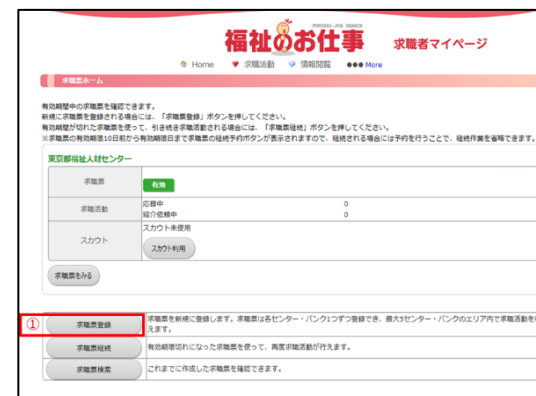 福祉のお仕事
求職者マイページ
Home 求職活動 情報閲覧 More
求職票ホーム
有効期間中の求職票を確認できます。
新規に求職票を登録される場合には、「求職票登録」ボタンを押してください。
有効期間が切れた求職票を使って、引き続き求職活動される場合には、「求職票継続」ボタンを押してください。
※求職票の有効期限10日前から有効期限日まで求職票の継続予約ボタンが表示されますので、継続される場合には予約を行うことで、継続作業を省略できます。
東京都福祉人材センター
求職票 有効
求職活動 応募中 0
紹介依頼中 0
スカウト スカウト未使用
スカウト利用
求職票をみる
① 求職票登録 求職票を新規に登録します。求職票は各センター・バンク1つずつ登録でき、最大5センター・バンクのエリア内で求職活動を
えます。
求職票継続 有効期限切れになった求職票を使って、再度求職活動が行えます。
求職票検索 これまでに作成した求職票を確認できます。